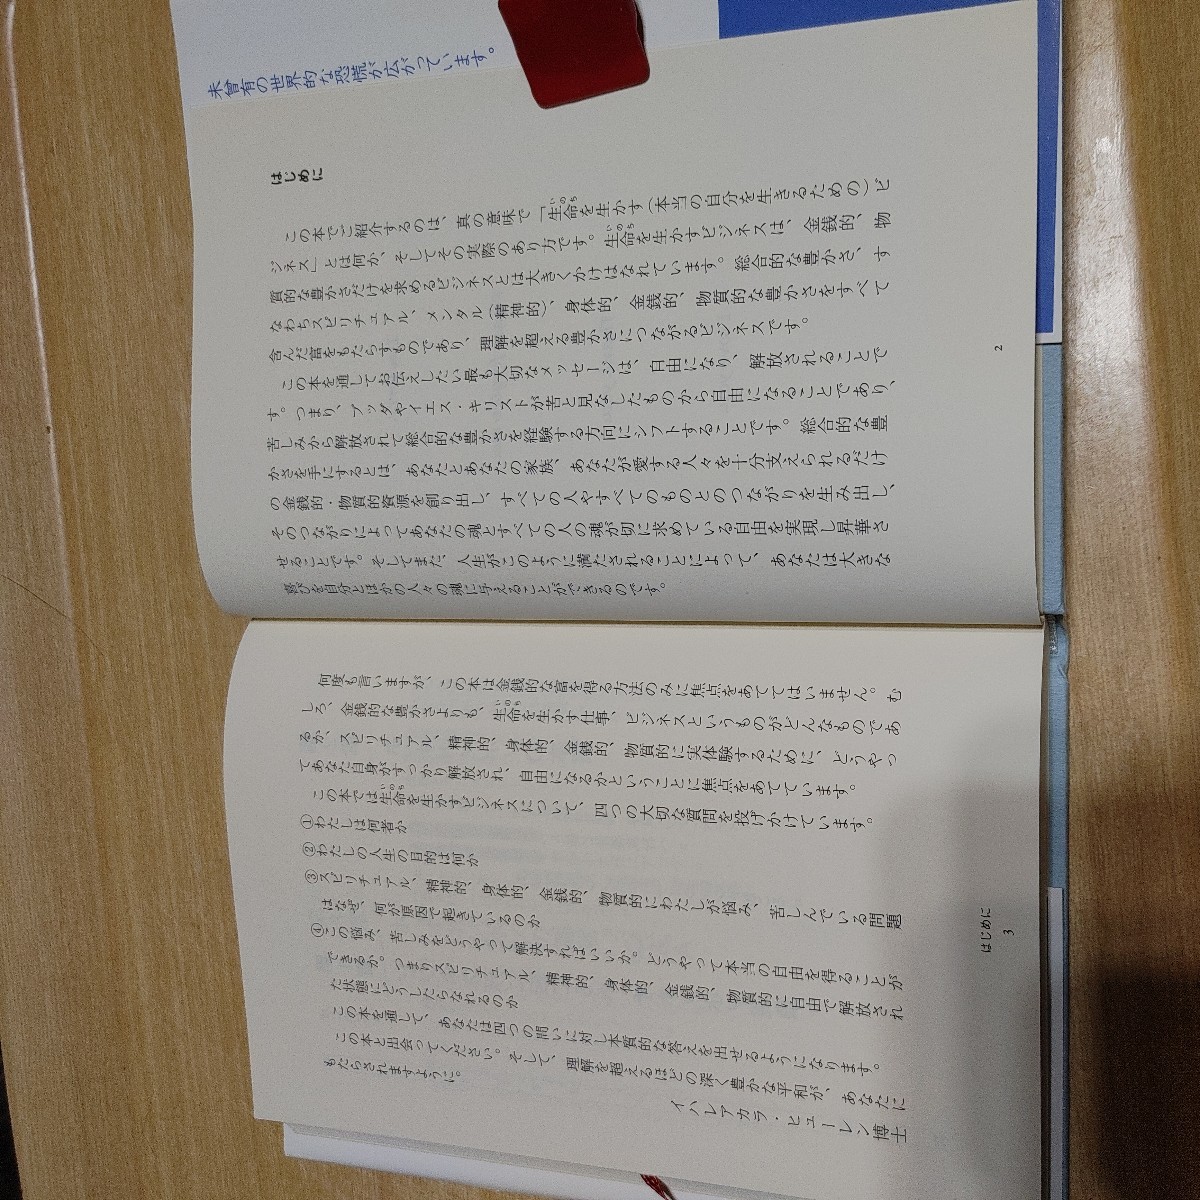 未曾有の世界的な恐慌が広がっています。
はじめに
この本でご紹介するのは、真の意味で「生命を生かす(本当の自分を生きるための)ビ
ジネス」とは何か、そしてその実際のあり方です。生命を生かすビジネスは、金銭的、物
質的な豊かさだけを求めるビジネスとは大きくかけはなれています。総合的な豊かさ、す
なわちスピリチュアル、メンタル(精神的)、身体的、金銭的、物質的な豊かさをすべて
含んだ富をもたらすものであり、理解を超える豊かさにつながるビジネスです。
この本を通してお伝えしたい最も大切なメッセージは、自由になり、解放されることで
す。つまり、ブッダやイエス・キリストが苦と見なしたものから自由になることであり、
苦しみから解放されて総合的な豊かさを経験する方向にシフトすることです。総合的な豊
かさを手にするとは、あなたとあなたの家族、あなたが愛する人々を十分支えられるだけ
の金銭的・物質的資源を創り出し、すべての人やすべてのものとのつながりを生み出し、
そのつながりによってあなたの魂とすべての人の魂が切に求めている自由を実現し昇華さ
せることです。そしてまた、人生がこのように満たされることによって、あなたは大きな
喜びを自分とほかの人々の魂に与えることができるのです。
2
何度も言いますが、この本は金銭的な富を得る方法のみに焦点をあててはいません。む
しろ、金銭的な豊かさよりも、生命を生かす仕事、ビジネスというものがどんなものであ
るか、スピリチュアル、精神的、身体的、金銭的、物質的に実体験するために、どうやっ
てあなた自身がすっかり解放され、自由になるかということに焦点をあてています。
この本では生命を生かすビジネスについて、四つの大切な質問を投げかけています。
①わたしは何者か
②わたしの人生の目的は何か
③スピリチュアル、精神的、身体的、金銭的、物質的にわたしが悩み、苦しんでいる問題
はなぜ、何が原因で起きているのか
④この悩み、苦しみをどうやって解決すればいいか。どうやって本当の自由を得ることが
できるか。つまりスピリチュアル、精神的、身体的、金銭的、物質的に自由で解放され
た状態にどうしたらなれるのか
この本を通して、あなたは四つの問いに対し本質的な答えを出せるようになります。
この本と出会ってください。そして、理解を超えるほどの深く豊かな平和が、あなたに
もたらされますように。
イハレアカラ・ヒューレン博士
はじめに
3